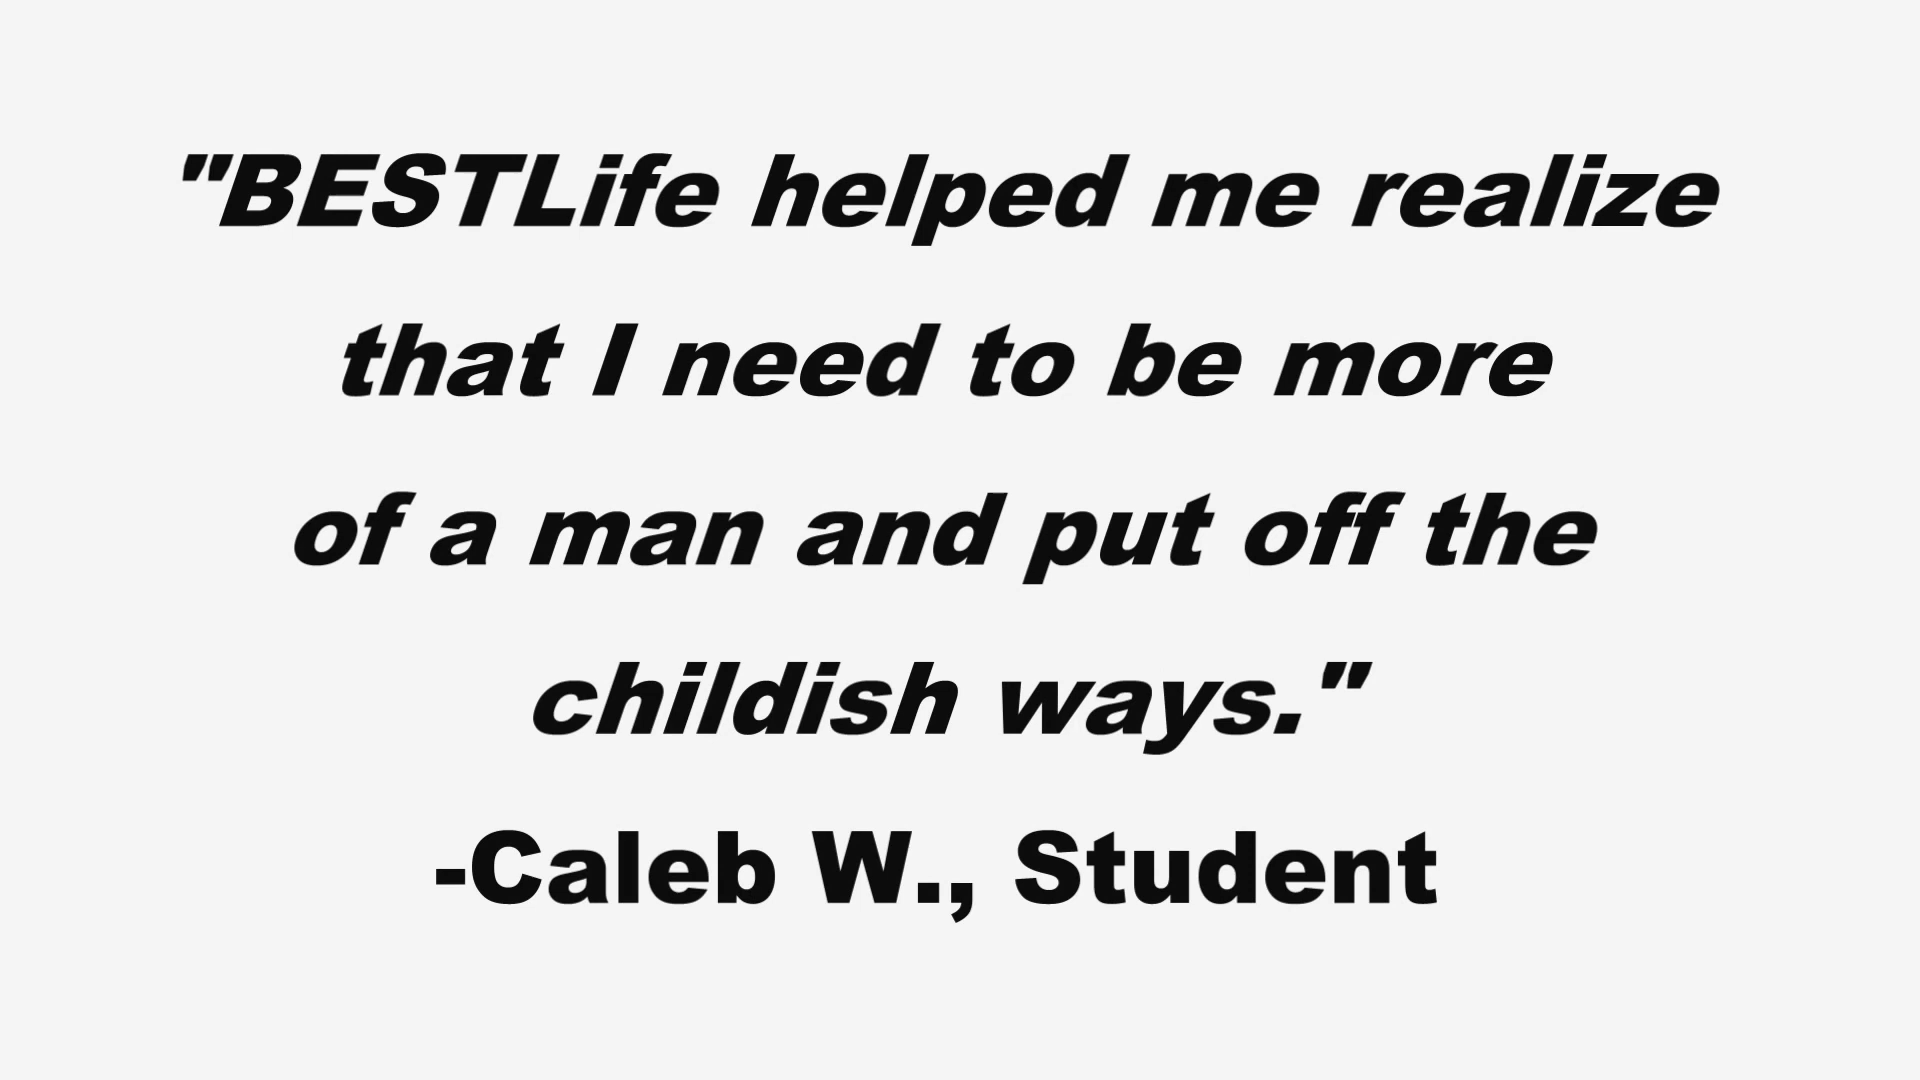 "BESTLife helped me realize
that I need to be more
of a man and put off the
childish ways."
-Caleb W., Student